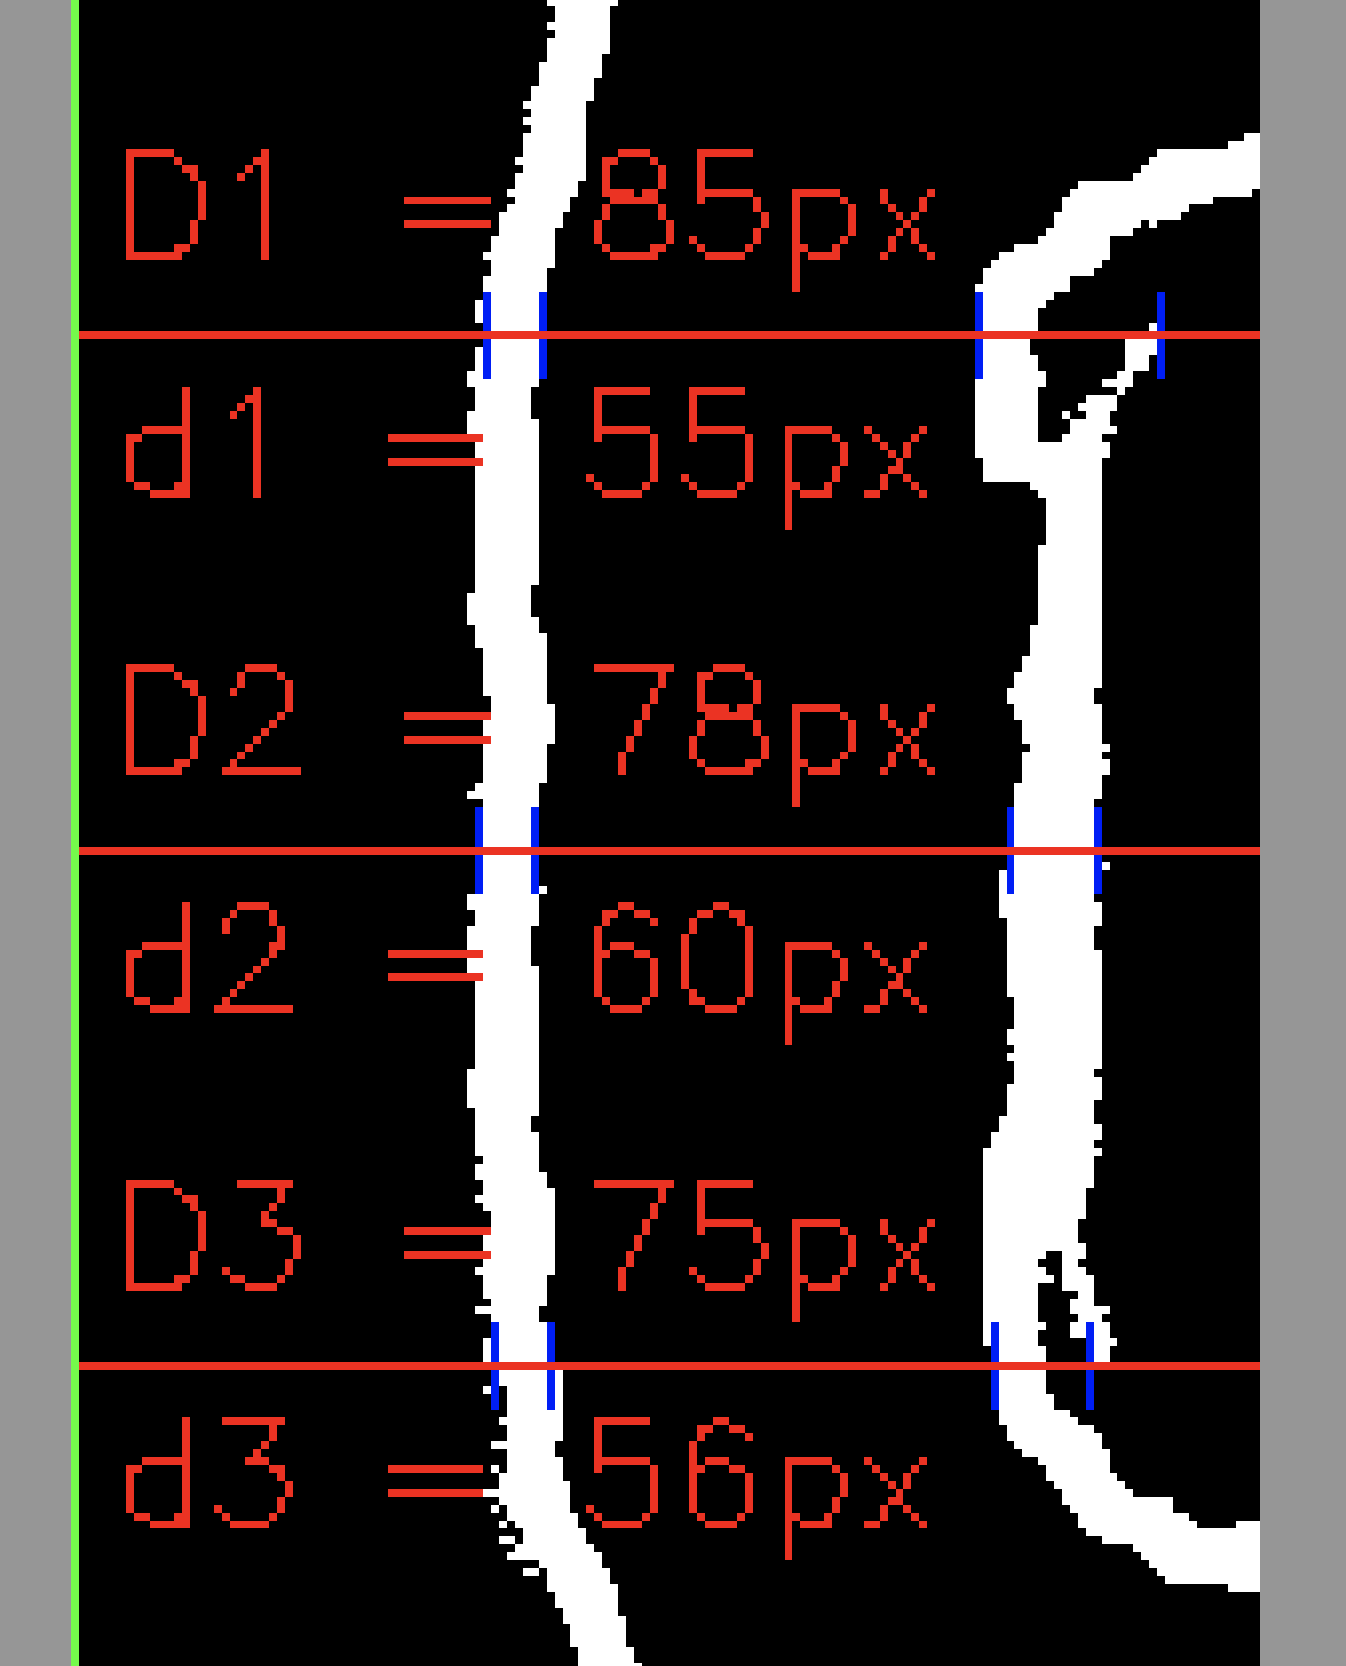 D1 = 85px
d1 = 55px
D2 = 78px
d2 = 60px
D3 = 75px
d3 = 56px